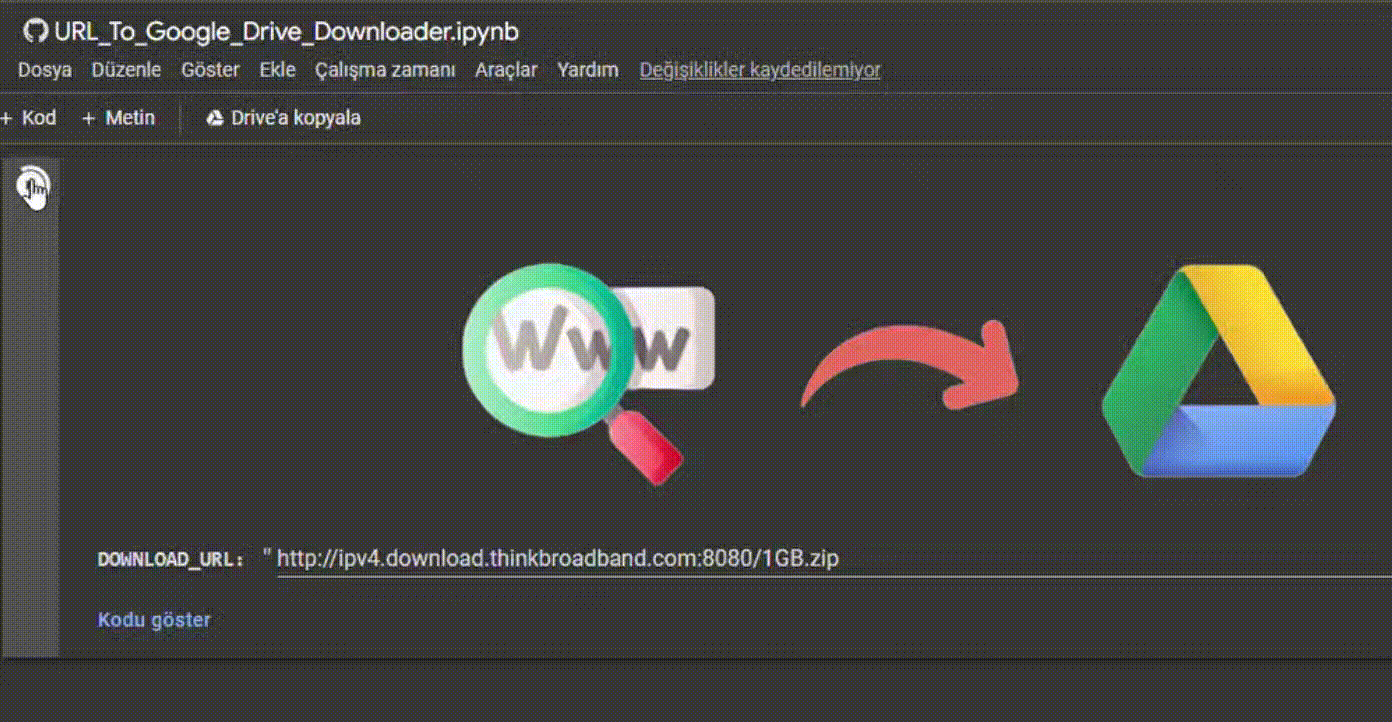 URL_To_Google_Drive_Downloader.ipynb
Dosya Düzenle Göster Ekle Çalışma zamanı Araçlar Yardım Değişiklikler kaydedilemiyor
+ Kod + Metin Drive'a kopyala
Www
DOWNLOAD_URL: " http://ipv4.download.thinkbroadband.com:8080/1GB.zip
Kodu göster